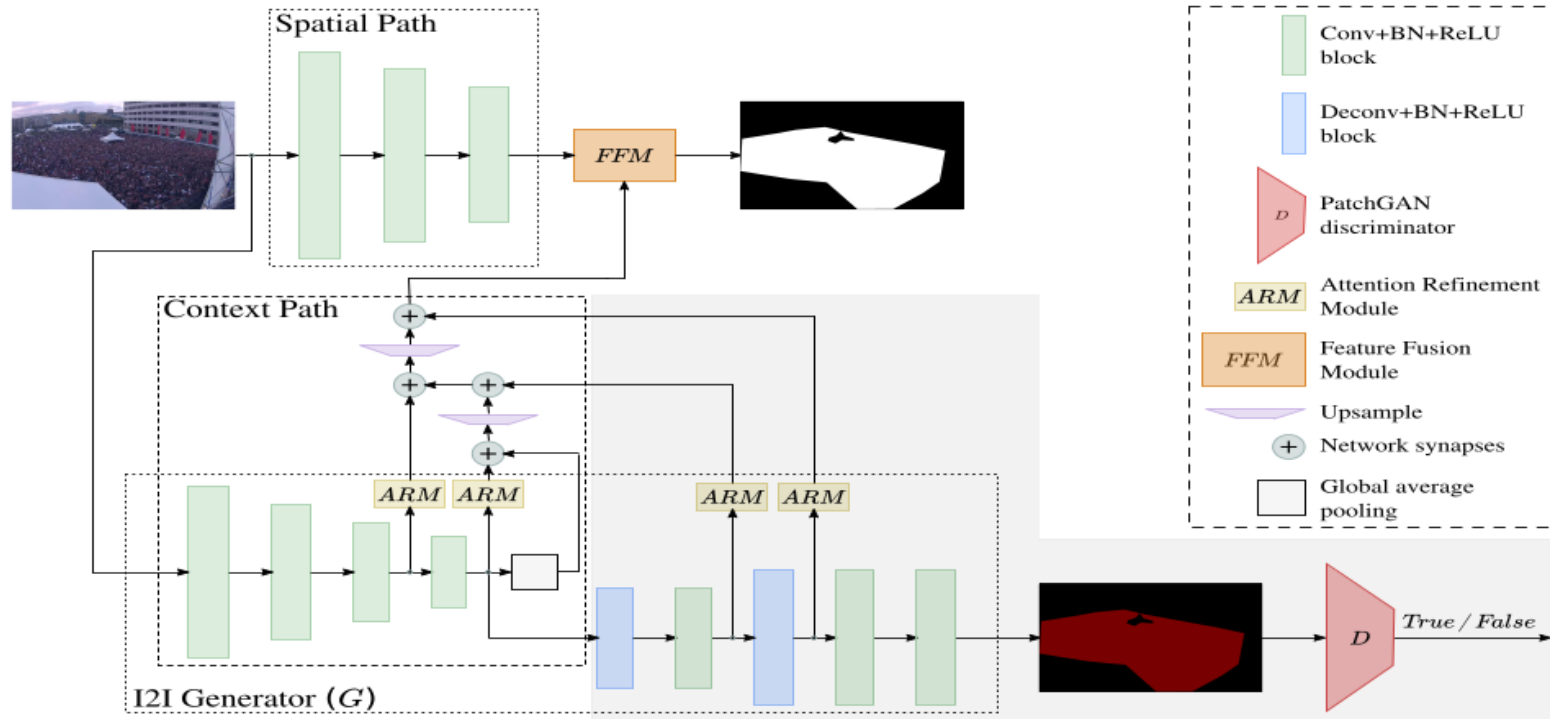 Spatial Path
FFM
Context Path
+
+
+
+
ARM
ARM
ARM
ARM
I2I Generator (G)
D
True / False
Conv+BN+ReLU
block
Deconv+BN+ReLU
block
D
PatchGAN
discriminator
ARM
Attention Refinement
Module
FFM
Feature Fusion
Module
Upsample
+
Network synapses
Global average
pooling